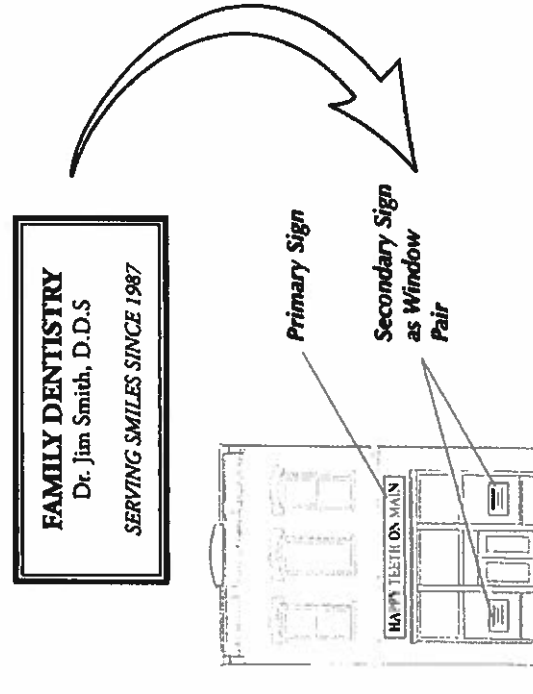 FAMILY DENTISTRY
Dr. Jim Smith, D.D.S
SERVING SMILES SINCE 1987
Primary Sign
Secondary Sign
as Window
Pair
HAPPY TEETH ON MAIN